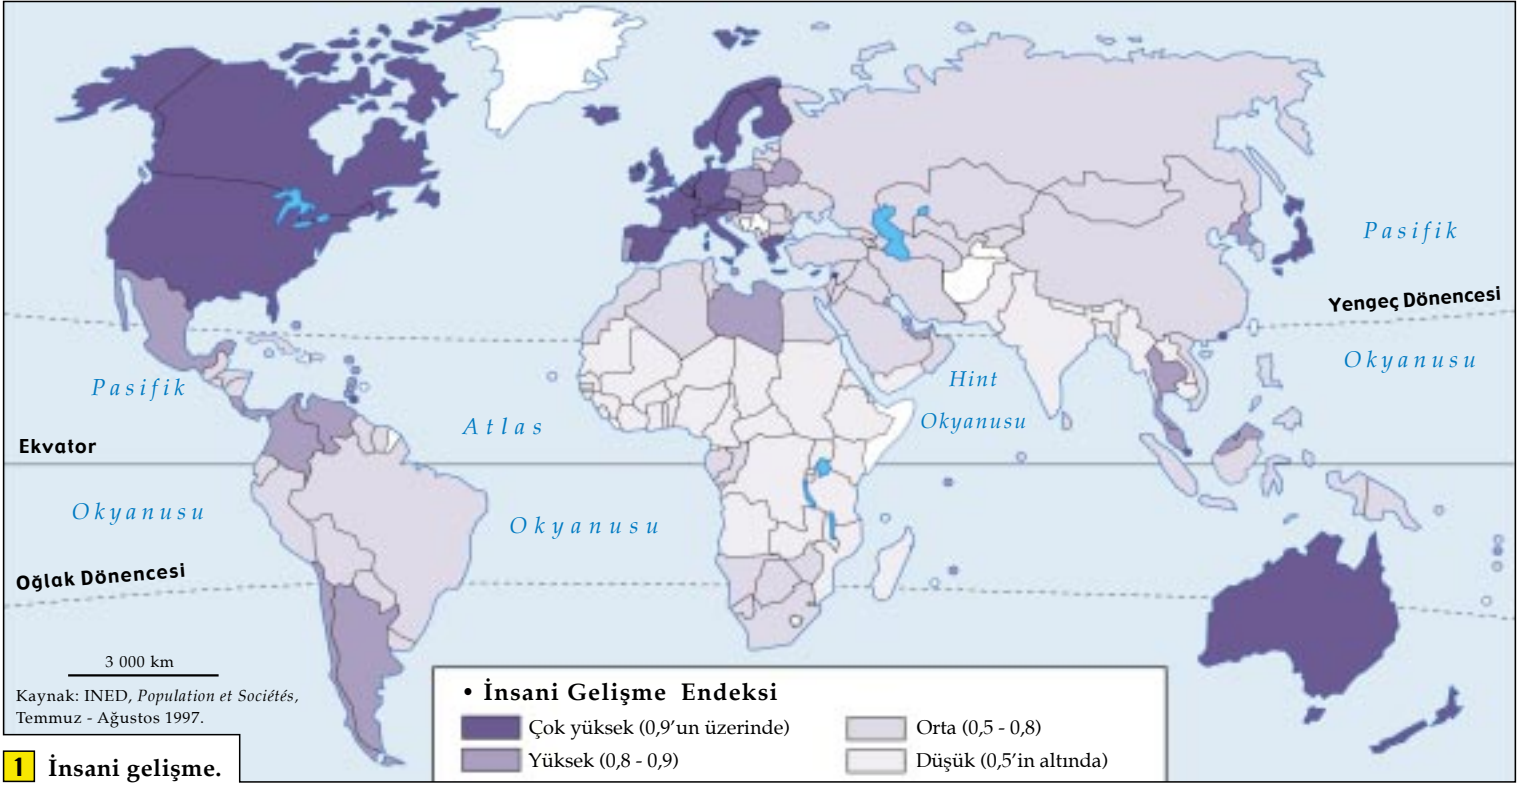 Pasifik
Yengeç Dönencesi
Okyanusu
Pasifik
Hint
Okyanusu
Atlas
Ekvator
Okyanusu
Okyanusu
Oğlak Dönencesi
3 000 km
Kaynak: INED, Population et Sociétés,
Temmuz - Ağustos 1997.
• İnsani Gelişme Endeksi
Çok yüksek (0,9’un üzerinde)
Yüksek (0,8 - 0,9)
Orta (0,5 - 0,8)
Düşük (0,5’in altında)
1 İnsani gelişme.